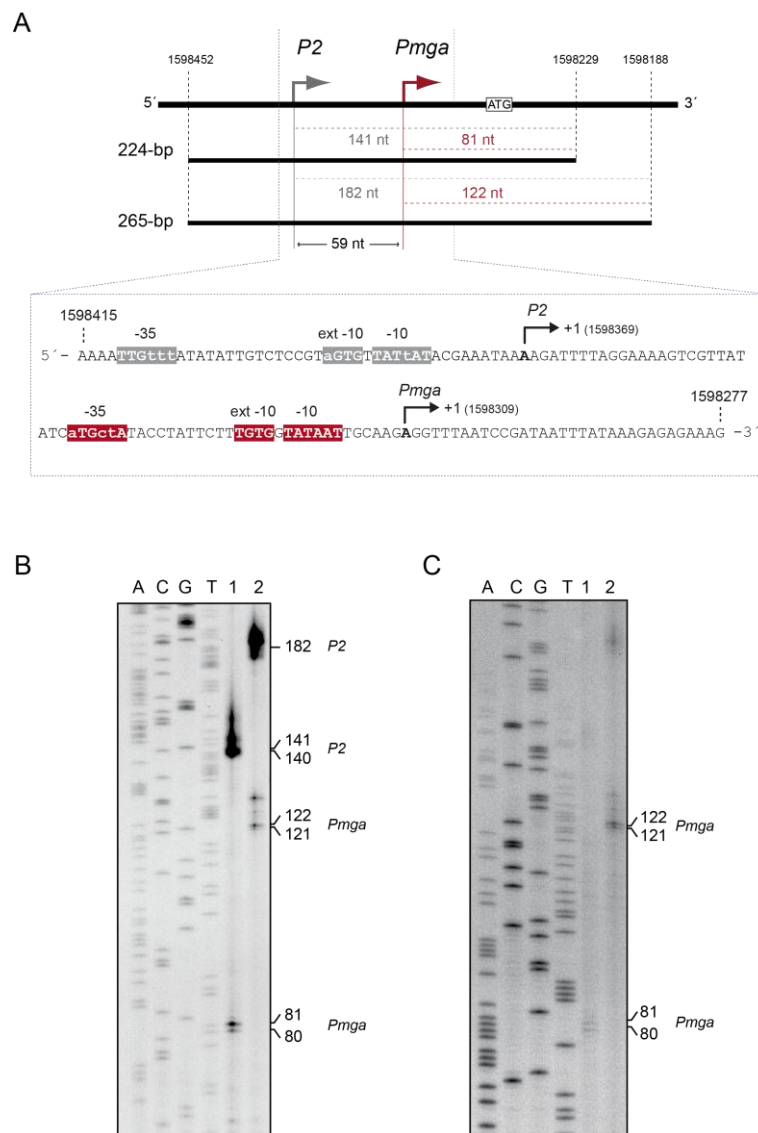 A
P2 Pmga
1598452 1598229 1598188
5´ ATG 3´
141 nt 81 nt
224-bp
182 nt 122 nt
265-bp
59 nt
1598415 -35 ext -10 -10 P2 +1 (1598369)
5´- AAAATTGtttATATATTGTCTCCGTaGTGTTATtATACGAAATAAAAGATTTTAGGAAAAGTCGTTAT
-35 ext -10 -10 Pmga +1 (1598309) 1598277
ATCaTGctATACCTATTCTTTGTGGTATAATTGCAAGAGGTTTAATCCGATAATTTATAAAGAGAGAAAG -3´
B
A C G T 1 2
182 P2
141
140 P2
122
121 Pmga
81
80 Pmga
C
A C G T 1 2
122
121 Pmga
81
80 Pmga